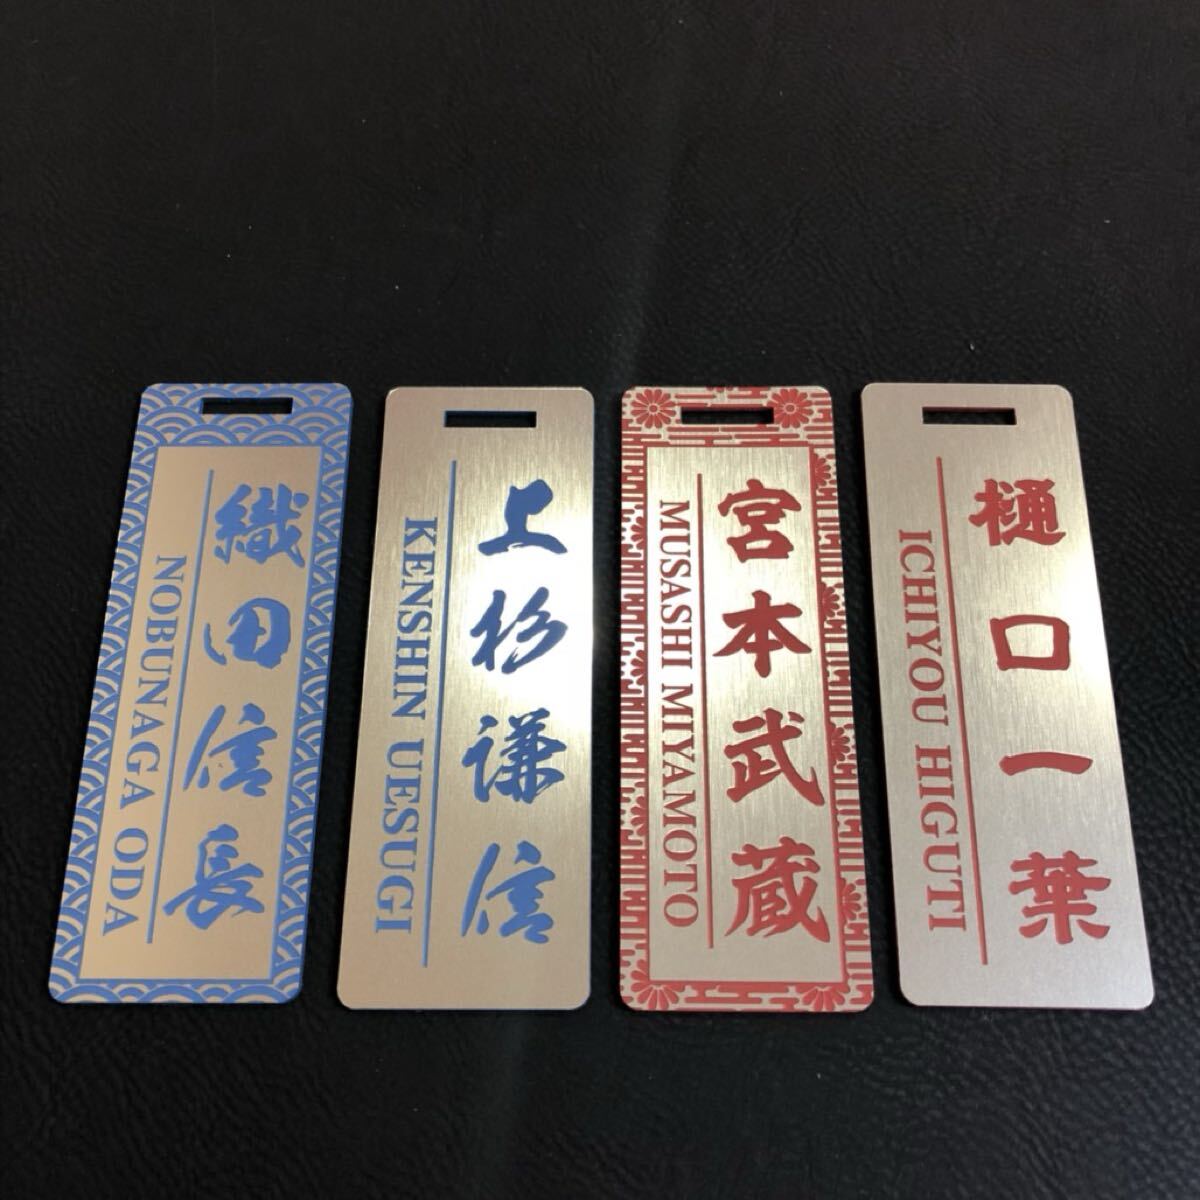 織田信長
NOBUNAGA ODA
上杉謙信
KENSHIN UESUGI
宮本武蔵
MUSASHI MIYAMOTO
樋口一葉
ICHIYOU HIGUTI